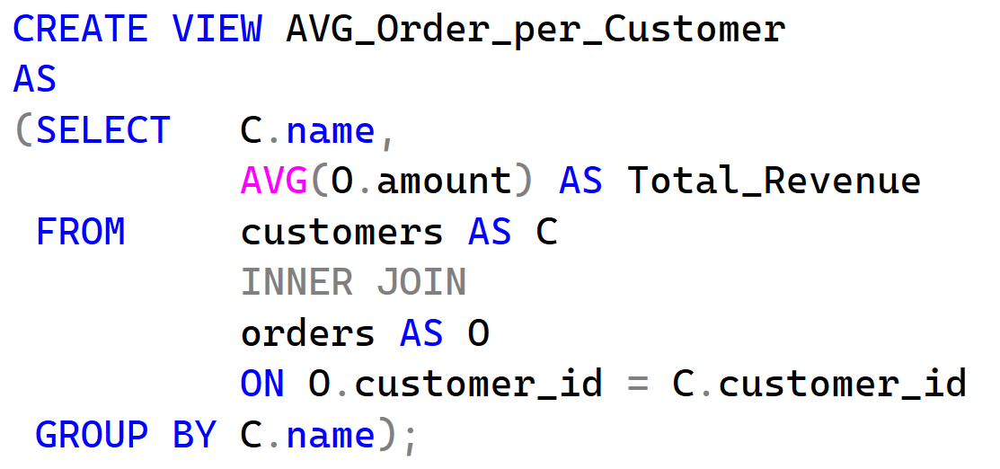 CREATE VIEW AVG_Order_per_Customer
AS
(SELECT   C.name,
          AVG(O.amount) AS Total_Revenue
 FROM     customers AS C
          INNER JOIN
          orders AS O
          ON O.customer_id = C.customer_id
 GROUP BY C.name);